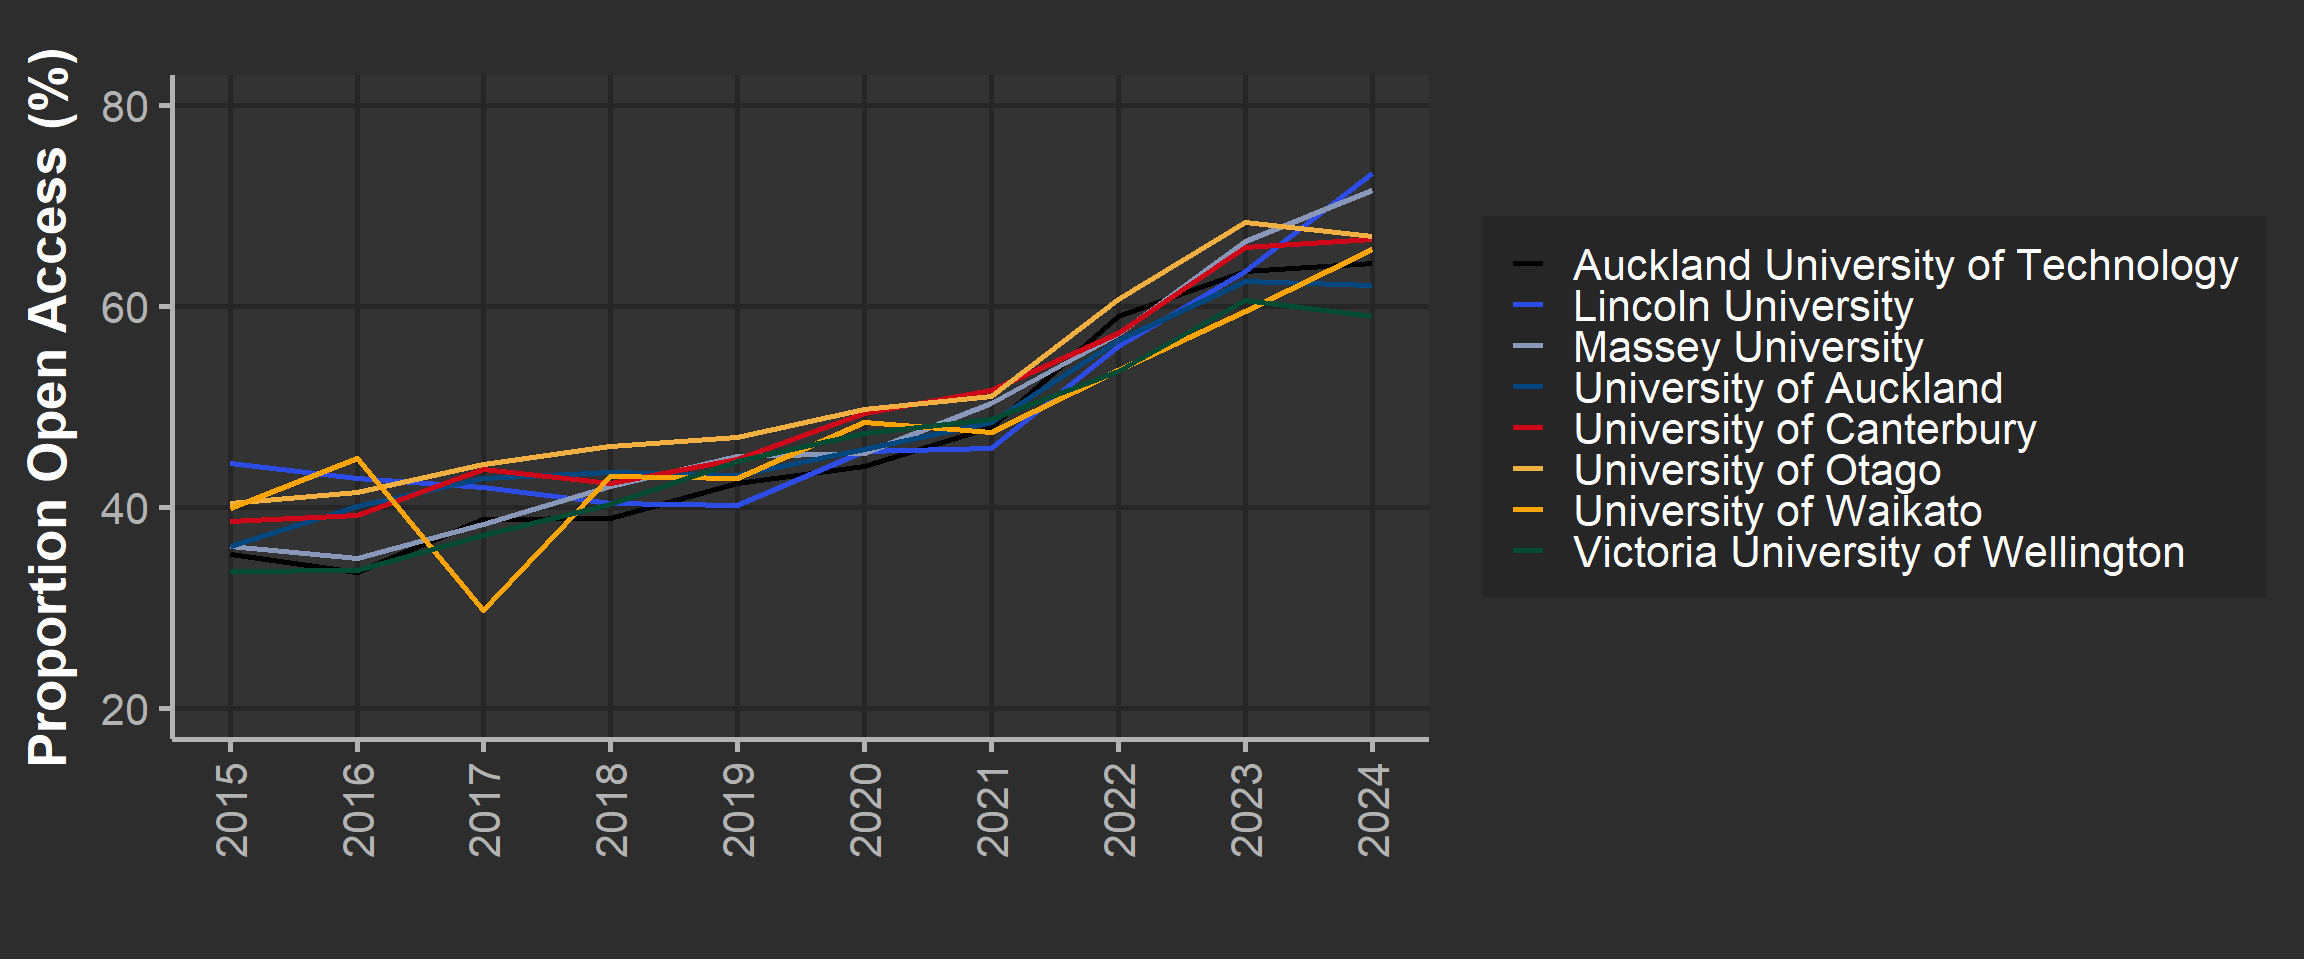 Proportion Open Access (%)
80
60
40
20
2015
2016
2017
2018
2019
2020
2021
2022
2023
2024
Auckland University of Technology
Lincoln University
Massey University
University of Auckland
University of Canterbury
University of Otago
University of Waikato
Victoria University of Wellington